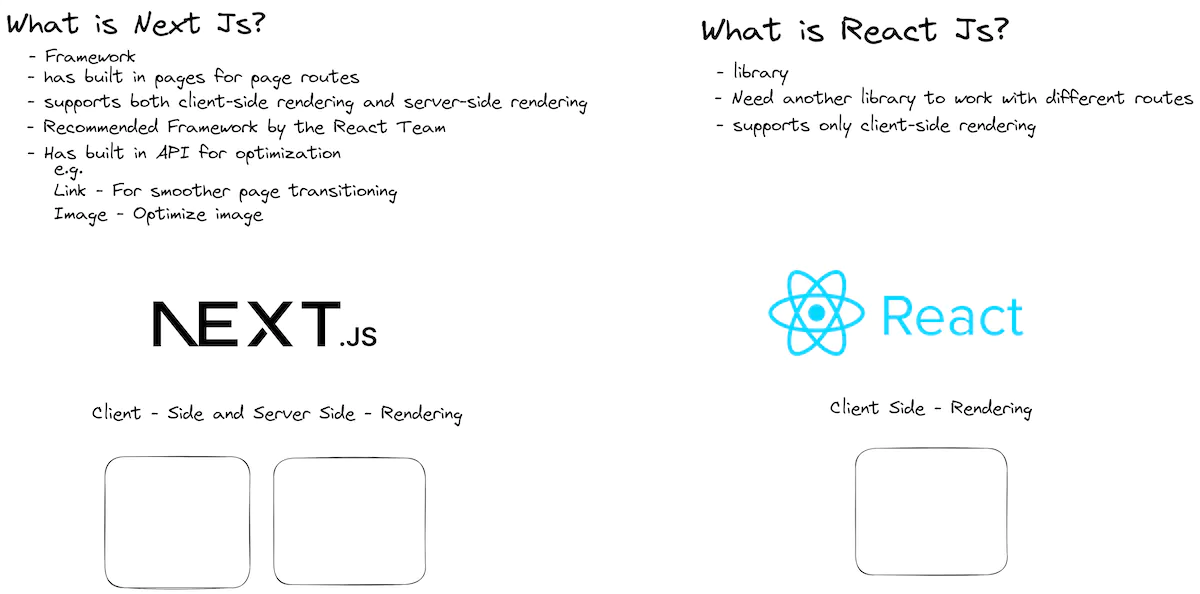 What is Next Js?
- Framework
- has built in pages for page routes
- supports both client-side rendering and server-side rendering
- Recommended Framework by the React Team
- Has built in API for optimization
e.g.
Link - For smoother page transitioning
Image - Optimize image
NEXT.JS
Client - Side and Server Side - Rendering
What is React Js?
- library
- Need another library to work with different routes
- supports only client-side rendering
React
Client Side - Rendering